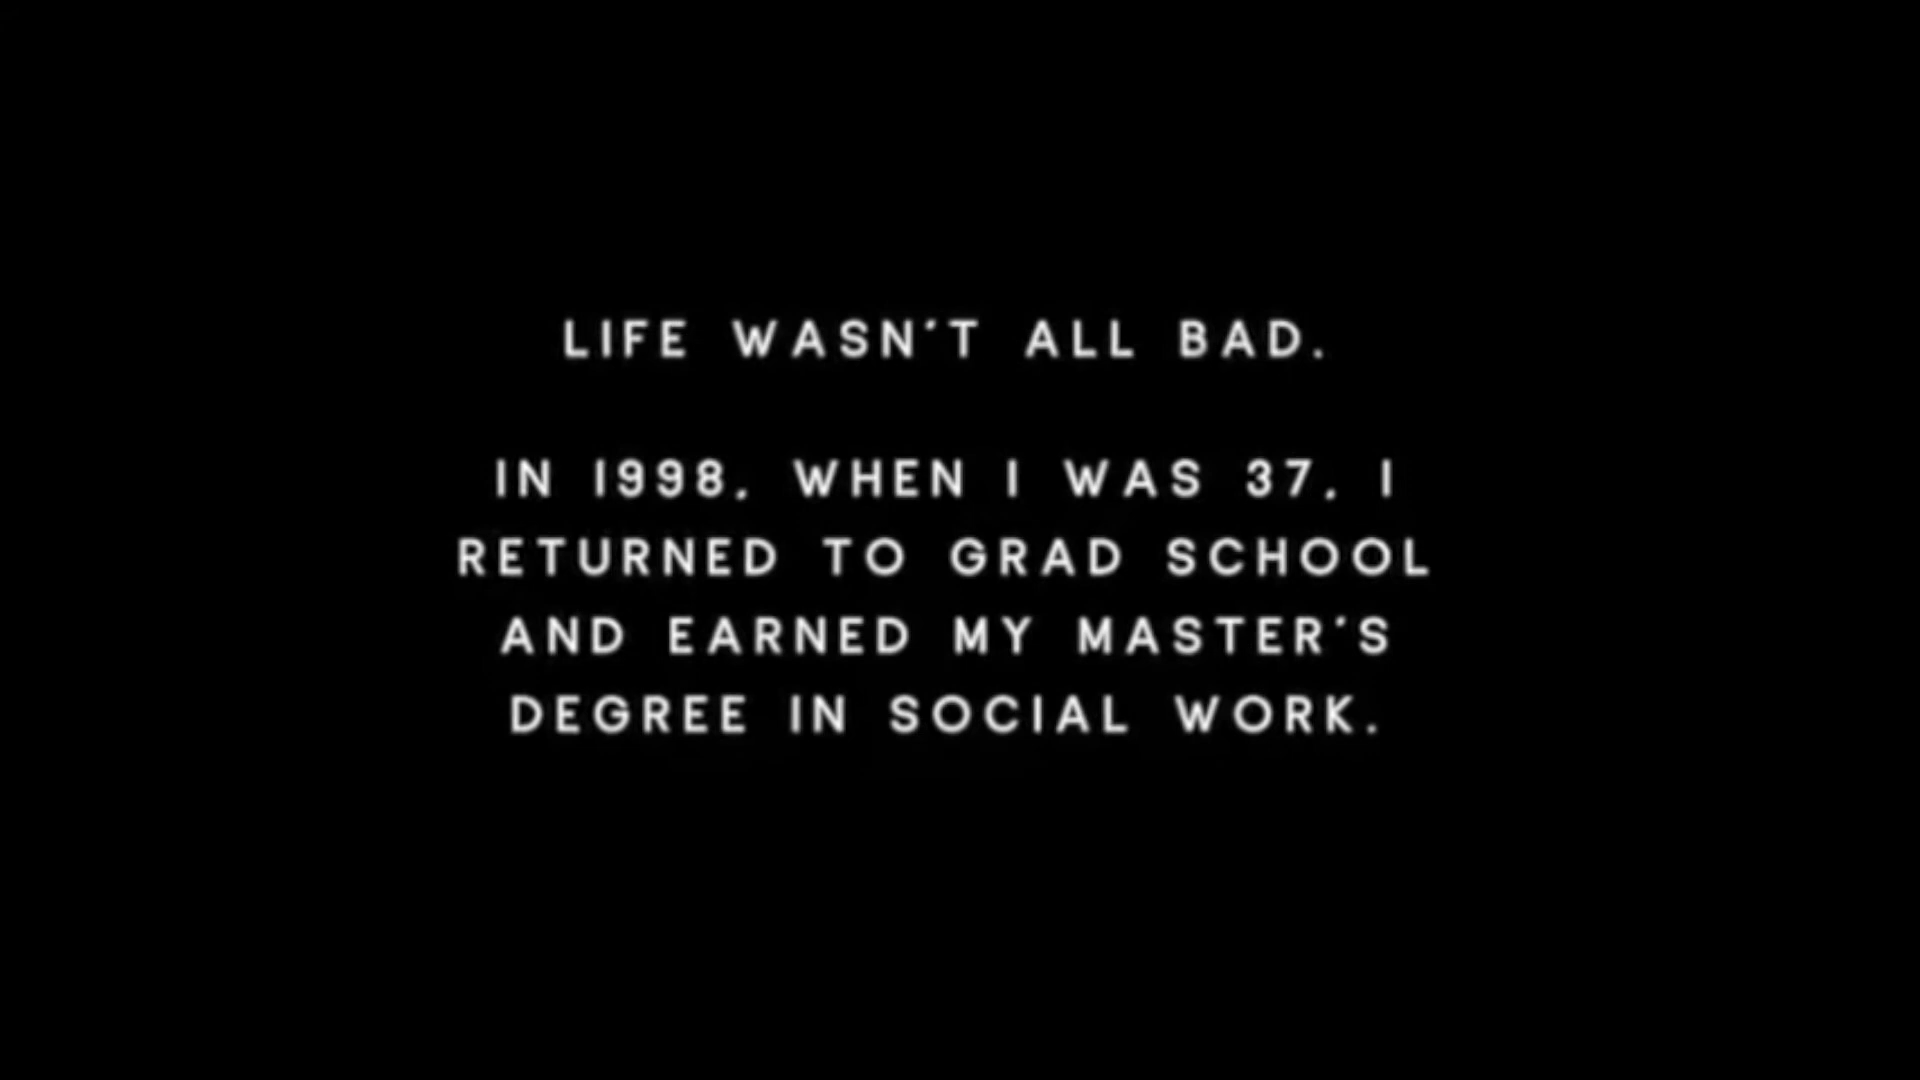 LIFE WASN'T ALL BAD.
IN 1998, WHEN I WAS 37, I
RETURNED TO GRAD SCHOOL
AND EARNED MY MASTER'S
DEGREE IN SOCIAL WORK.